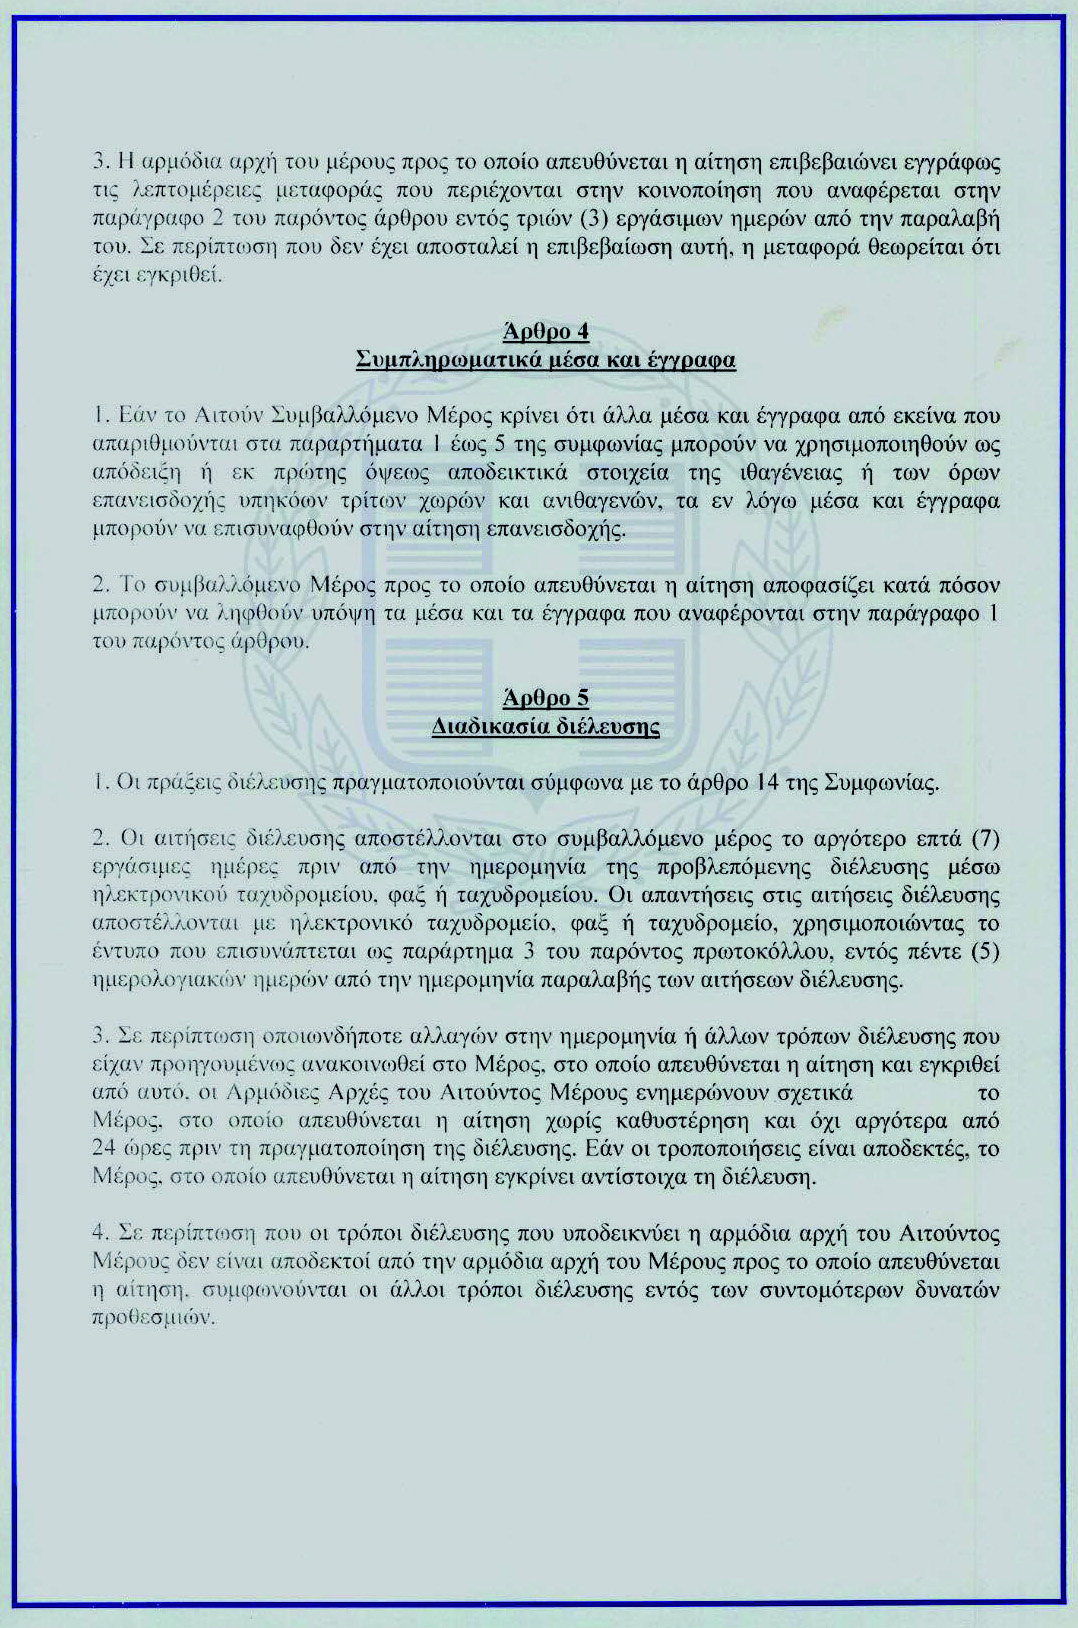 3. Η αρμόδια αρχή του μέρους προς το οποίο απευθύνεται η αίτηση επιβεβαιώνει εγγράφως
τις λεπτομέρειες μεταφοράς που περιέχονται στην κοινοποίηση που αναφέρεται στην
παράγραφο 2 του παρόντος άρθρου εντός τριών (3) εργάσιμων ημερών από την παραλαβή
του. Σε περίπτωση που δεν έχει αποσταλεί η επιβεβαίωση αυτή, η μεταφορά θεωρείται ότι
έχει εγκριθεί.
Άρθρο 4
Συμπληρωματικά μέσα και έγγραφα
1. Εάν το Αιτούν Συμβαλλόμενο Μέρος κρίνει ότι άλλα μέσα και έγγραφα από εκείνα που
απαριθμούνται στα παραρτήματα 1 έως 5 της συμφωνίας μπορούν να χρησιμοποιηθούν ως
απόδειξη ή εκ πρώτης όψεως αποδεικτικά στοιχεία της ιθαγένειας ή των όρων
επανεισδοχής υπηκόων τρίτων χωρών και ανιθαγενών, τα εν λόγω μέσα και έγγραφα
μπορούν να επισυναφθούν στην αίτηση επανεισδοχής.
2. Το συμβαλλόμενο Μέρος προς το οποίο απευθύνεται η αίτηση αποφασίζει κατά πόσον
μπορούν να ληφθούν υπόψη τα μέσα και τα έγγραφα που αναφέρονται στην παράγραφο 1
του παρόντος άρθρου.
Άρθρο 5
Διαδικασία διέλευσης
1. Οι πράξεις διέλευσης πραγματοποιούνται σύμφωνα με το άρθρο 14 της Συμφωνίας.
2. Οι αιτήσεις διέλευσης αποστέλλονται στο συμβαλλόμενο μέρος το αργότερο επτά (7)
εργάσιμες ημέρες πριν από την ημερομηνία της προβλεπόμενης διέλευσης μέσω
ηλεκτρονικού ταχυδρομείου, φαξ ή ταχυδρομείου. Οι απαντήσεις στις αιτήσεις διέλευσης
αποστέλλονται με ηλεκτρονικό ταχυδρομείο, φαξ ή ταχυδρομείο, χρησιμοποιώντας το
έντυπο που επισυνάπτεται ως παράρτημα 3 του παρόντος πρωτοκόλλου, εντός πέντε (5)
ημερολογιακών ημερών από την ημερομηνία παραλαβής των αιτήσεων διέλευσης.
3. Σε περίπτωση οποιωνδήποτε αλλαγών στην ημερομηνία ή άλλων τρόπων διέλευσης που
είχαν προηγουμένως ανακοινωθεί στο Μέρος, στο οποίο απευθύνεται η αίτηση και εγκριθεί
από αυτό, οι Αρμόδιες Αρχές του Αιτούντος Μέρους ενημερώνουν σχετικά το
Μέρος, στο οποίο απευθύνεται η αίτηση χωρίς καθυστέρηση και όχι αργότερα από
24 ώρες πριν τη πραγματοποίηση της διέλευσης. Εάν οι τροποποιήσεις είναι αποδεκτές, το
Μέρος, στο οποίο απευθύνεται η αίτηση εγκρίνει αντίστοιχα τη διέλευση.
4. Σε περίπτωση που οι τρόποι διέλευσης που υποδεικνύει η αρμόδια αρχή του Αιτούντος
Μέρους δεν είναι αποδεκτοί από την αρμόδια αρχή του Μέρους προς το οποίο απευθύνεται
η αίτηση, συμφωνούνται οι άλλοι τρόποι διέλευσης εντός των συντομότερων δυνατών
προθεσμιών.